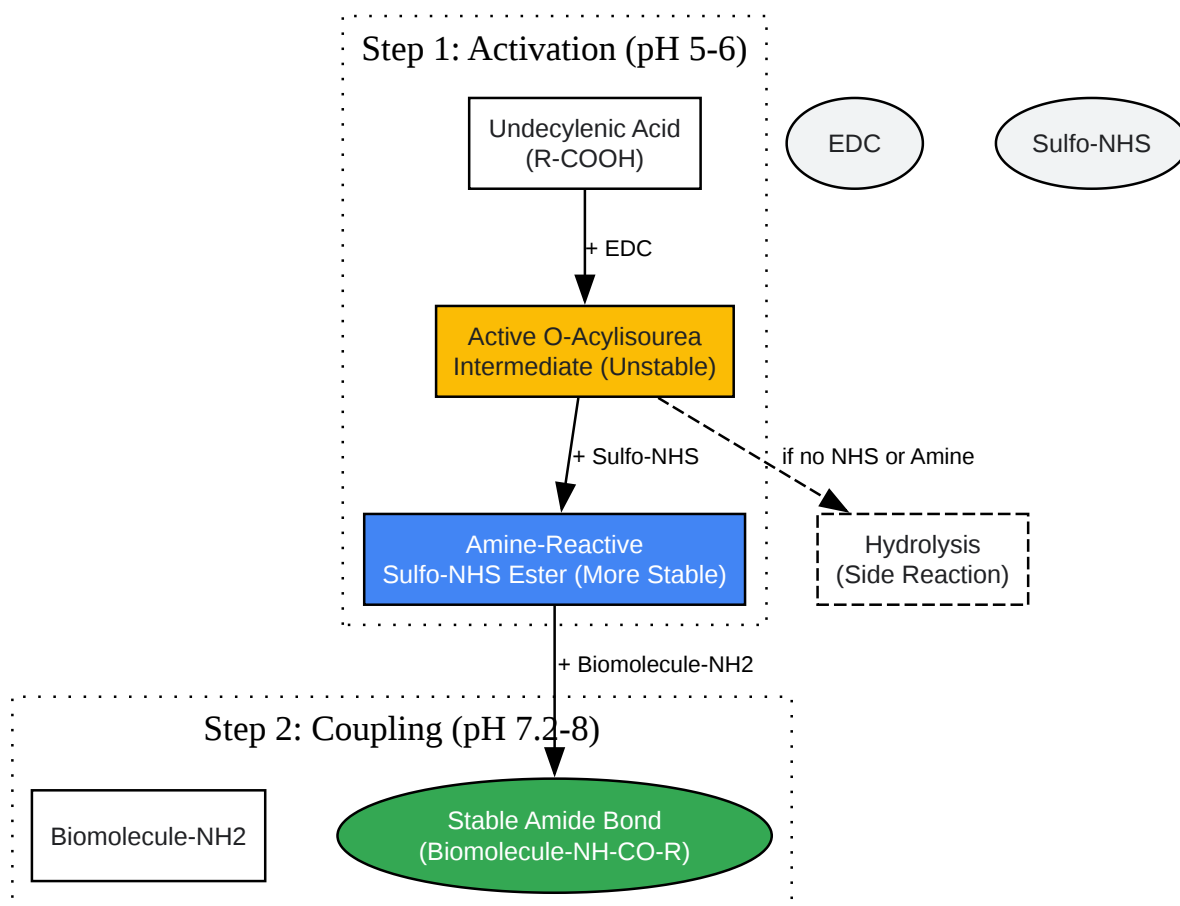 Step 1: Activation (pH 5-6)
Undecylenic Acid
(R-COOH)
EDC
Sulfo-NHS
+ EDC
Active O-Acylisourea
Intermediate (Unstable)
+ Sulfo-NHS
if no NHS or Amine
Amine-Reactive
Sulfo-NHS Ester (More Stable)
Hydrolysis
(Side Reaction)
+ Biomolecule-NH2
Step 2: Coupling (pH 7.2-8)
Biomolecule-NH2
Stable Amide Bond
(Biomolecule-NH-CO-R)